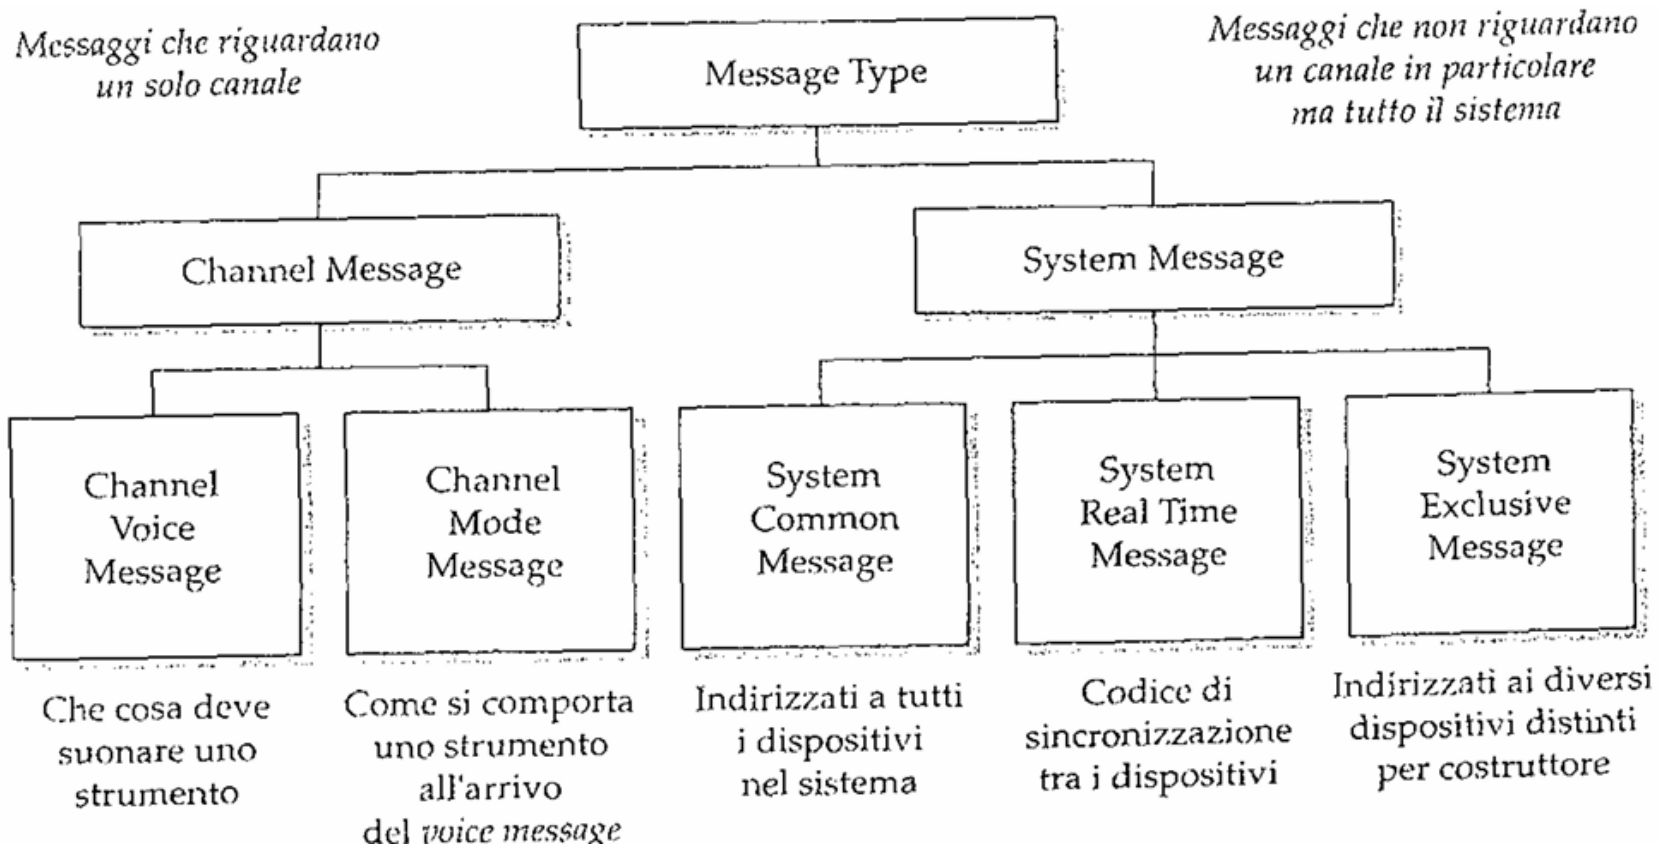 Messaggi che riguardano
un solo canale
Message Type
Messaggi che non riguardano
un canale in particolare
ma tutto il sistema
Channel Message
System Message
Channel
Voice
Message
Channel
Mode
Message
System
Common
Message
System
Real Time
Message
System
Exclusive
Message
Che cosa deve
suonare uno
strumento
Come si comporta
uno strumento
all'arrivo
del voice message
Indirizzati a tutti
i dispositivi
nel sistema
Codice di
sincronizzazione
tra i dispositivi
Indirizzati ai diversi
dispositivi distinti
per costruttore